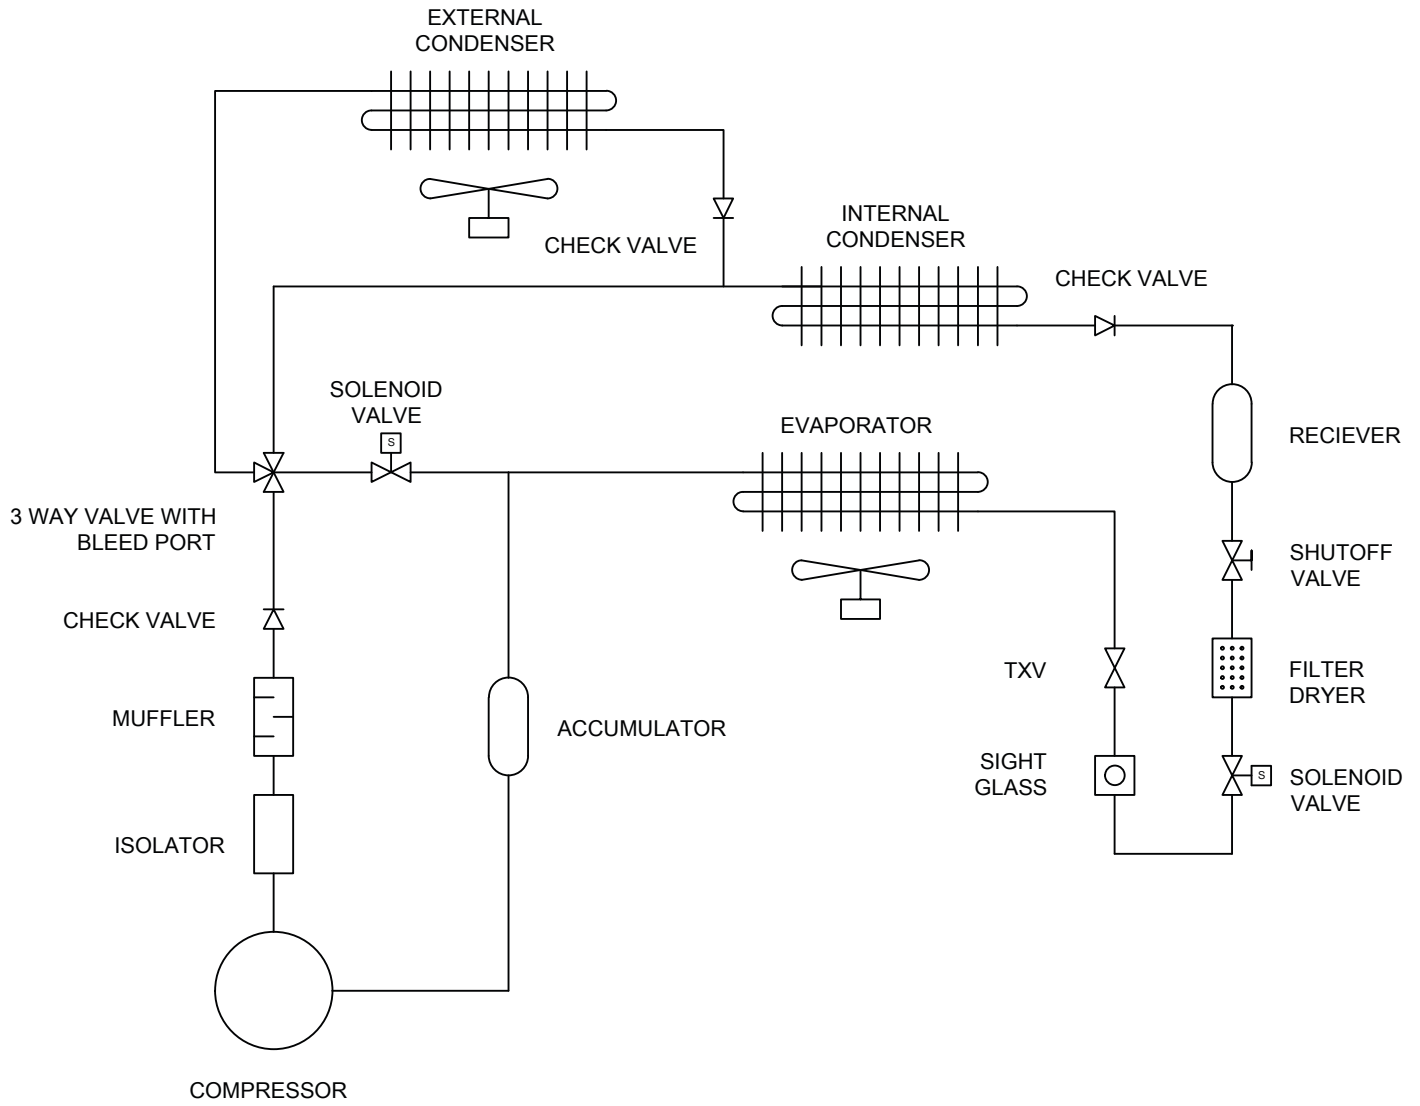 EXTERNAL
CONDENSER
CHECK VALVE
INTERNAL
CONDENSER
CHECK VALVE
SOLENOID
VALVE
S
EVAPORATOR
RECIEVER
3 WAY VALVE WITH
BLEED PORT
SHUTOFF
VALVE
CHECK VALVE
TXV
FILTER
DRYER
MUFFLER
ACCUMULATOR
SIGHT
GLASS
S
SOLENOID
VALVE
ISOLATOR
COMPRESSOR